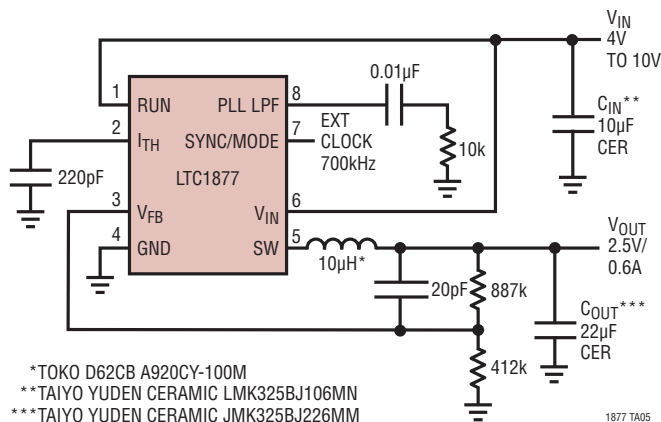 V_IN
4V
TO 10V
0.01µF
C_IN**
10µF
CER
1
RUN
PLL LPF
8
EXT
CLOCK
700kHz
10k
2
I_TH
SYNC/MODE
7
LTC1877
220pF
3
V_FB
V_IN
6
4
GND
SW
5
10µH*
V_OUT
2.5V/
0.6A
20pF
887k
C_OUT***
22µF
CER
412k
*TOKO D62CB A920CY-100M
**TAIYO YUDEN CERAMIC LMK325BJ106MN
***TAIYO YUDEN CERAMIC JMK325BJ226MM
1877 TA05